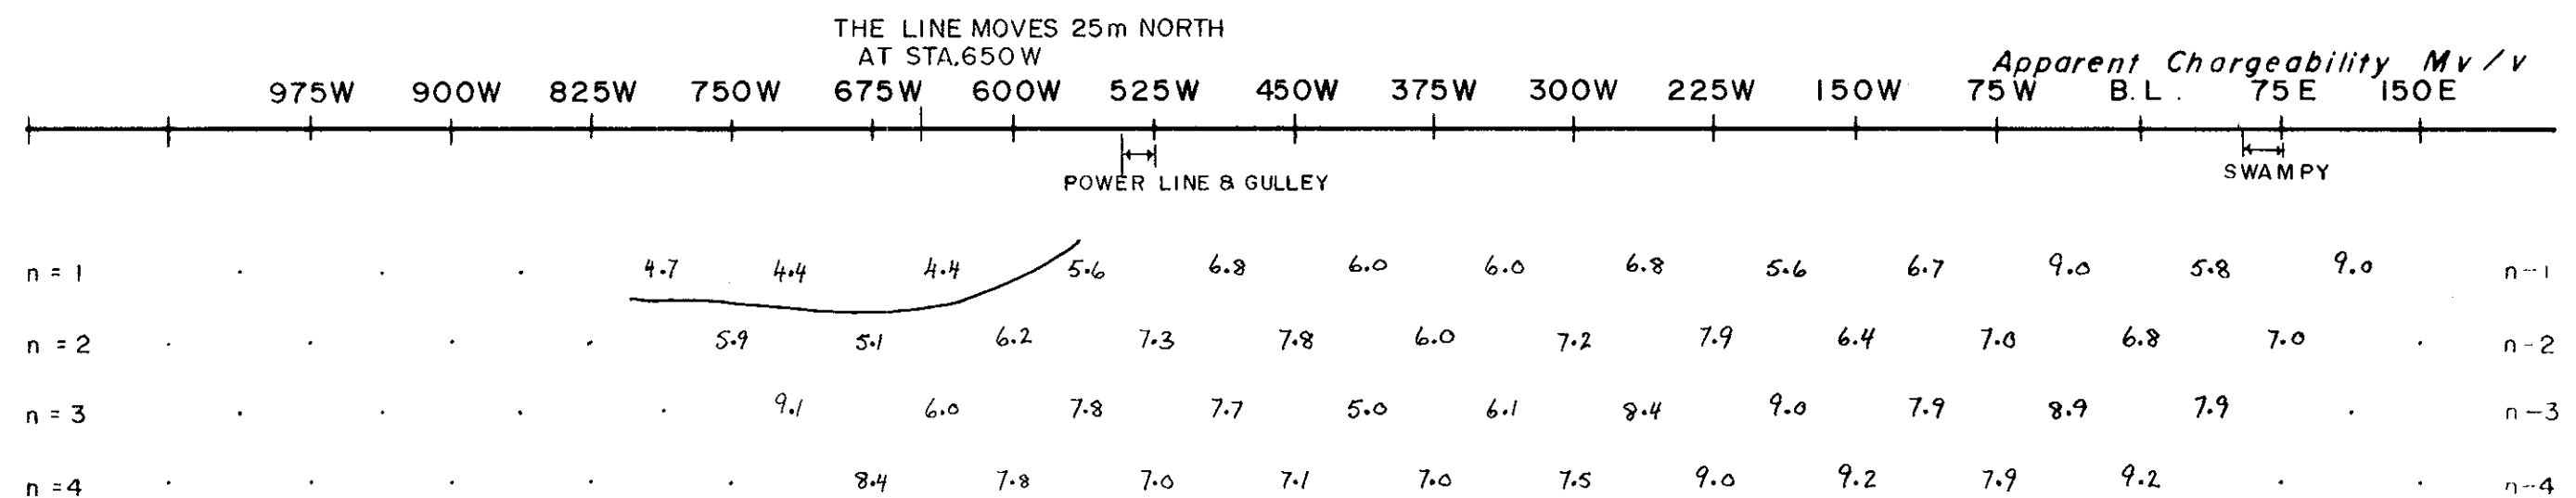 THE LINE MOVES 25m NORTH
AT STA.650W
Apparent Chargeability Mv/v
975W 900W 825W 750W 675W 600W 525W 450W 375W 300W 225W 150W 75W B.L. 75E 150E
POWER LINE & GULLEY
SWAMPY
n = 1 . . . 4.7 4.4 4.4 5.6 6.8 6.0 6.0 6.8 5.6 6.7 9.0 5.8 9.0 n-1
n = 2 . . . . 5.9 5.1 6.2 7.3 7.8 6.0 7.2 7.9 6.4 7.0 6.8 7.0 . n-2
n = 3 . . . . 9.1 6.0 7.8 7.7 5.0 6.1 8.4 9.0 7.9 8.9 7.9 . n-3
n = 4 . . . . . 8.4 7.8 7.0 7.1 7.0 7.5 9.0 9.2 7.9 9.2 . . n-4